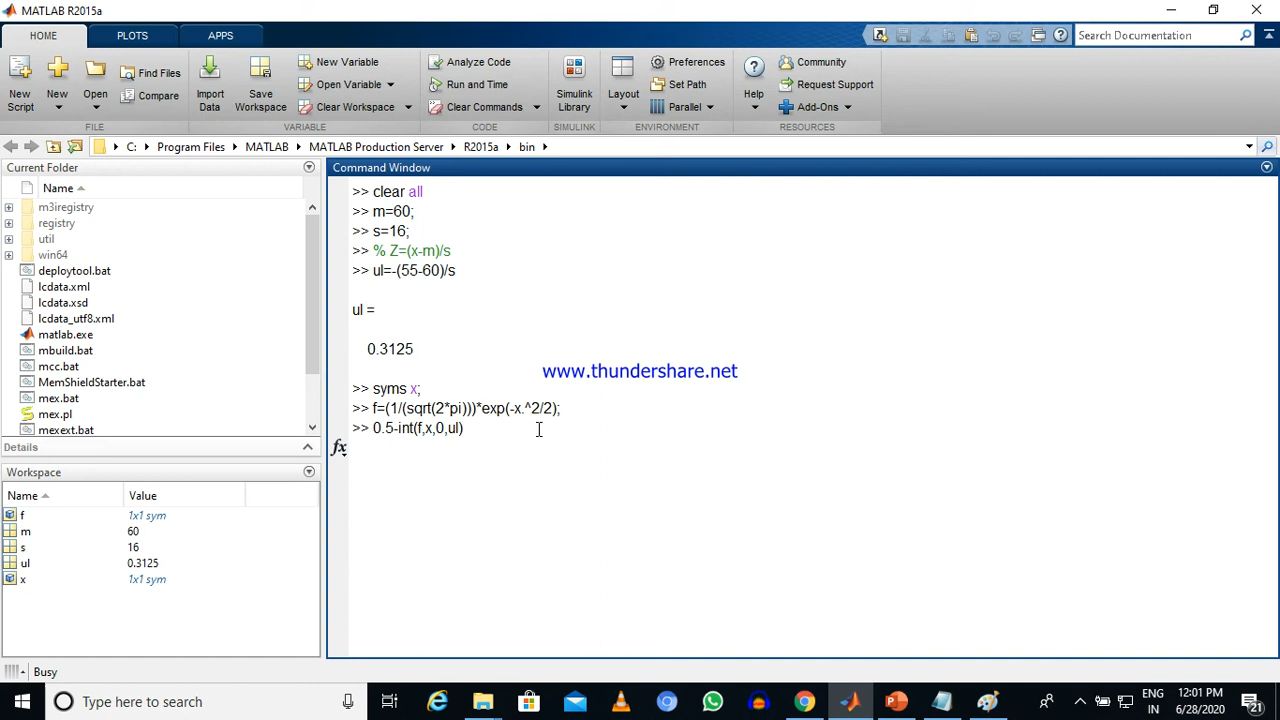 MATLAB R2015a
HOME PLOTS APPS Search Documentation
New Script New Open Find Files Compare Import Data Save Workspace New Variable Open Variable Clear Workspace Analyze Code Run and Time Clear Commands Simulink Library Layout Preferences Set Path Parallel Help Community Request Support Add-Ons
FILE VARIABLE CODE SIMULINK ENVIRONMENT RESOURCES
C: Program Files MATLAB MATLAB Production Server R2015a bin
Current Folder
Name
m3iregistry
registry
util
win64
deploytool.bat
lcdata.xml
lcdata.xsd
lcdata_utf8.xml
matlab.exe
mbuild.bat
mcc.bat
MemShieldStarter.bat
mex.bat
mex.pl
mexext.bat
Details
Workspace
Name Value
f 1x1 sym
m 60
s 16
ul 0.3125
x 1x1 sym
Command Window
>> clear all
>> m=60;
>> s=16;
>> % Z=(x-m)/s
>> ul=-(55-60)/s
ul =
0.3125
www.thundershare.net
>> syms x;
>> f=(1/(sqrt(2*pi)))*exp(-x.^2/2);
>> 0.5-int(f,x,0,ul)
fx
Busy
Type here to search
ENG
IN
12:01 PM
6/28/2020
21